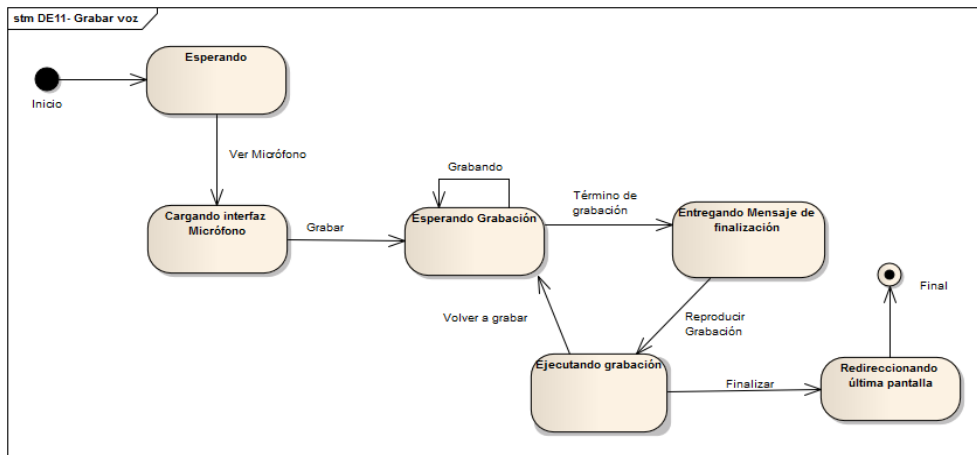 stm DE11- Grabar voz
Esperando
Inicio
Ver Micrófono
Cargando interfaz
Micrófono
Grabar
Grabando
Esperando Grabación
Término de
grabación
Entregando Mensaje de
finalización
Volver a grabar
Reproducir
Grabación
Ejecutando grabación
Finalizar
Redireccionando
última pantalla
Final